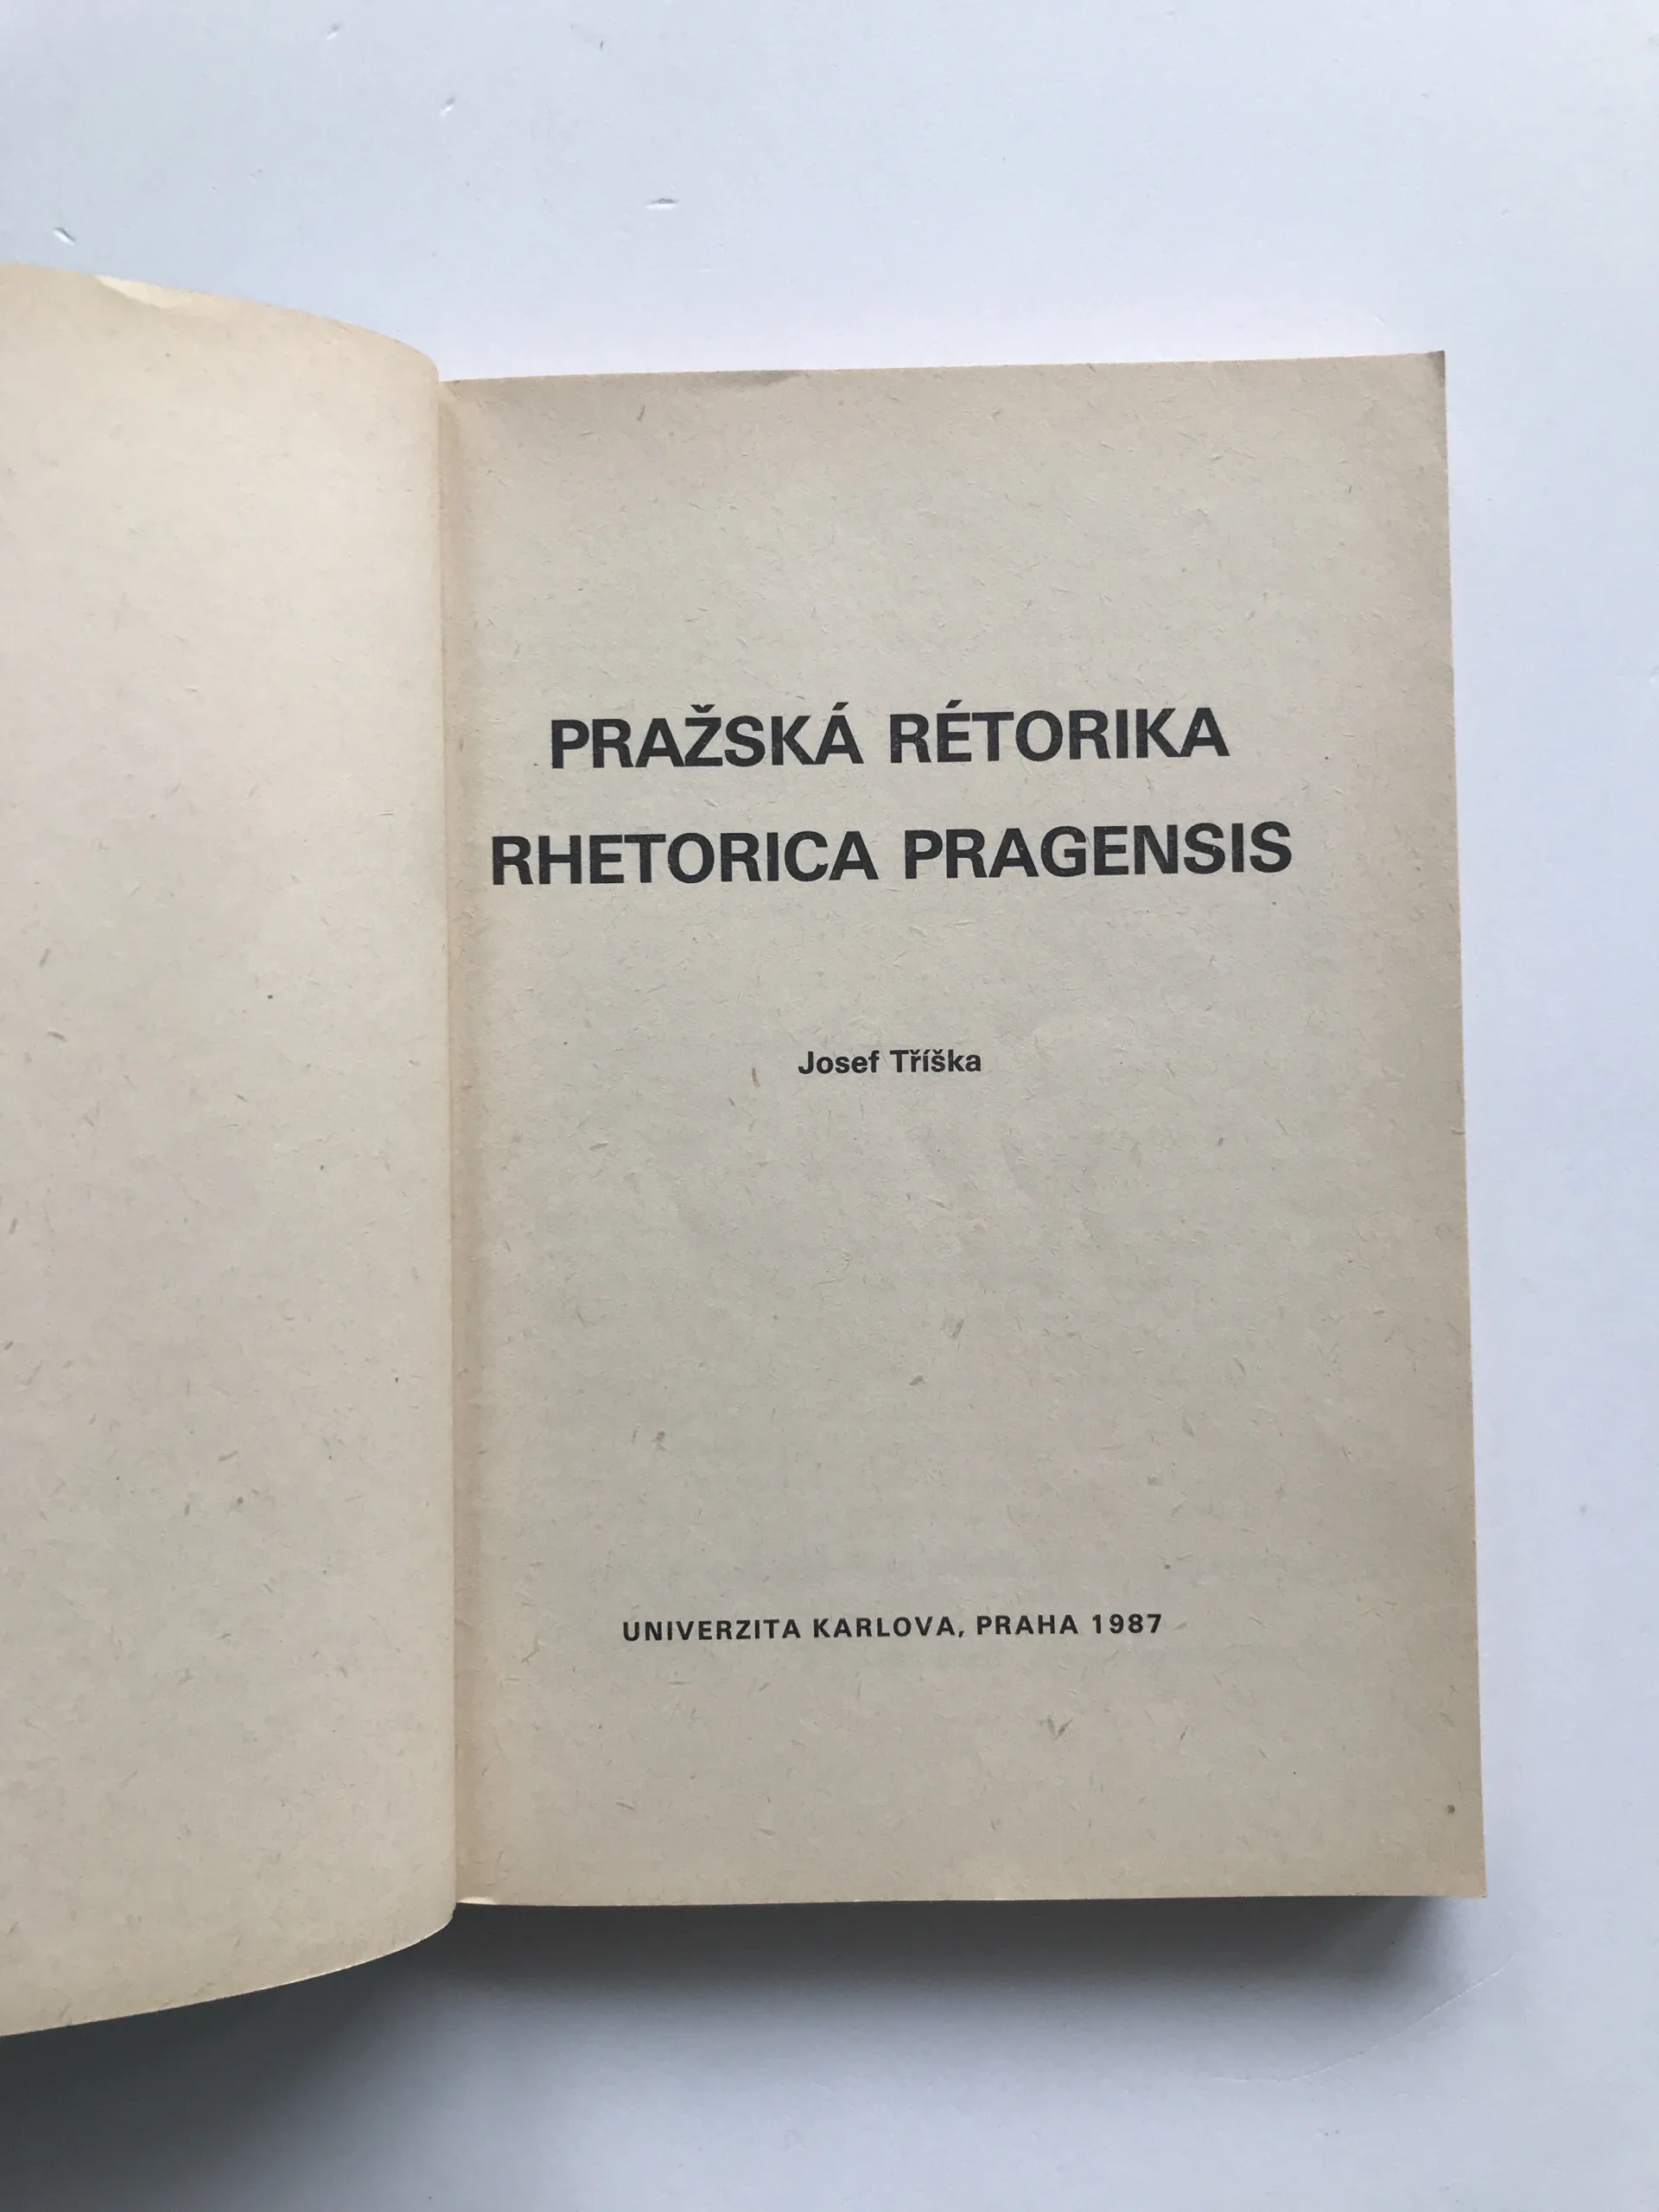 PRAŽSKÁ RÉTORIKA
RHETORICA PRAGENSIS
Josef Tříška
UNIVERZITA KARLOVA, PRAHA 1987